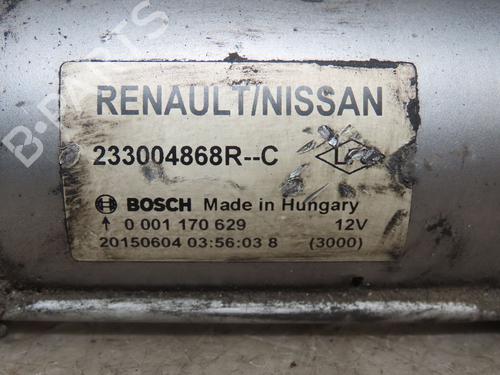 RENAULT/NISSAN
233004868R--C L
BOSCH Made in Hungary
0 001 170 629 12V
20150604 03:56:03 8 (3000)
B-PARTS